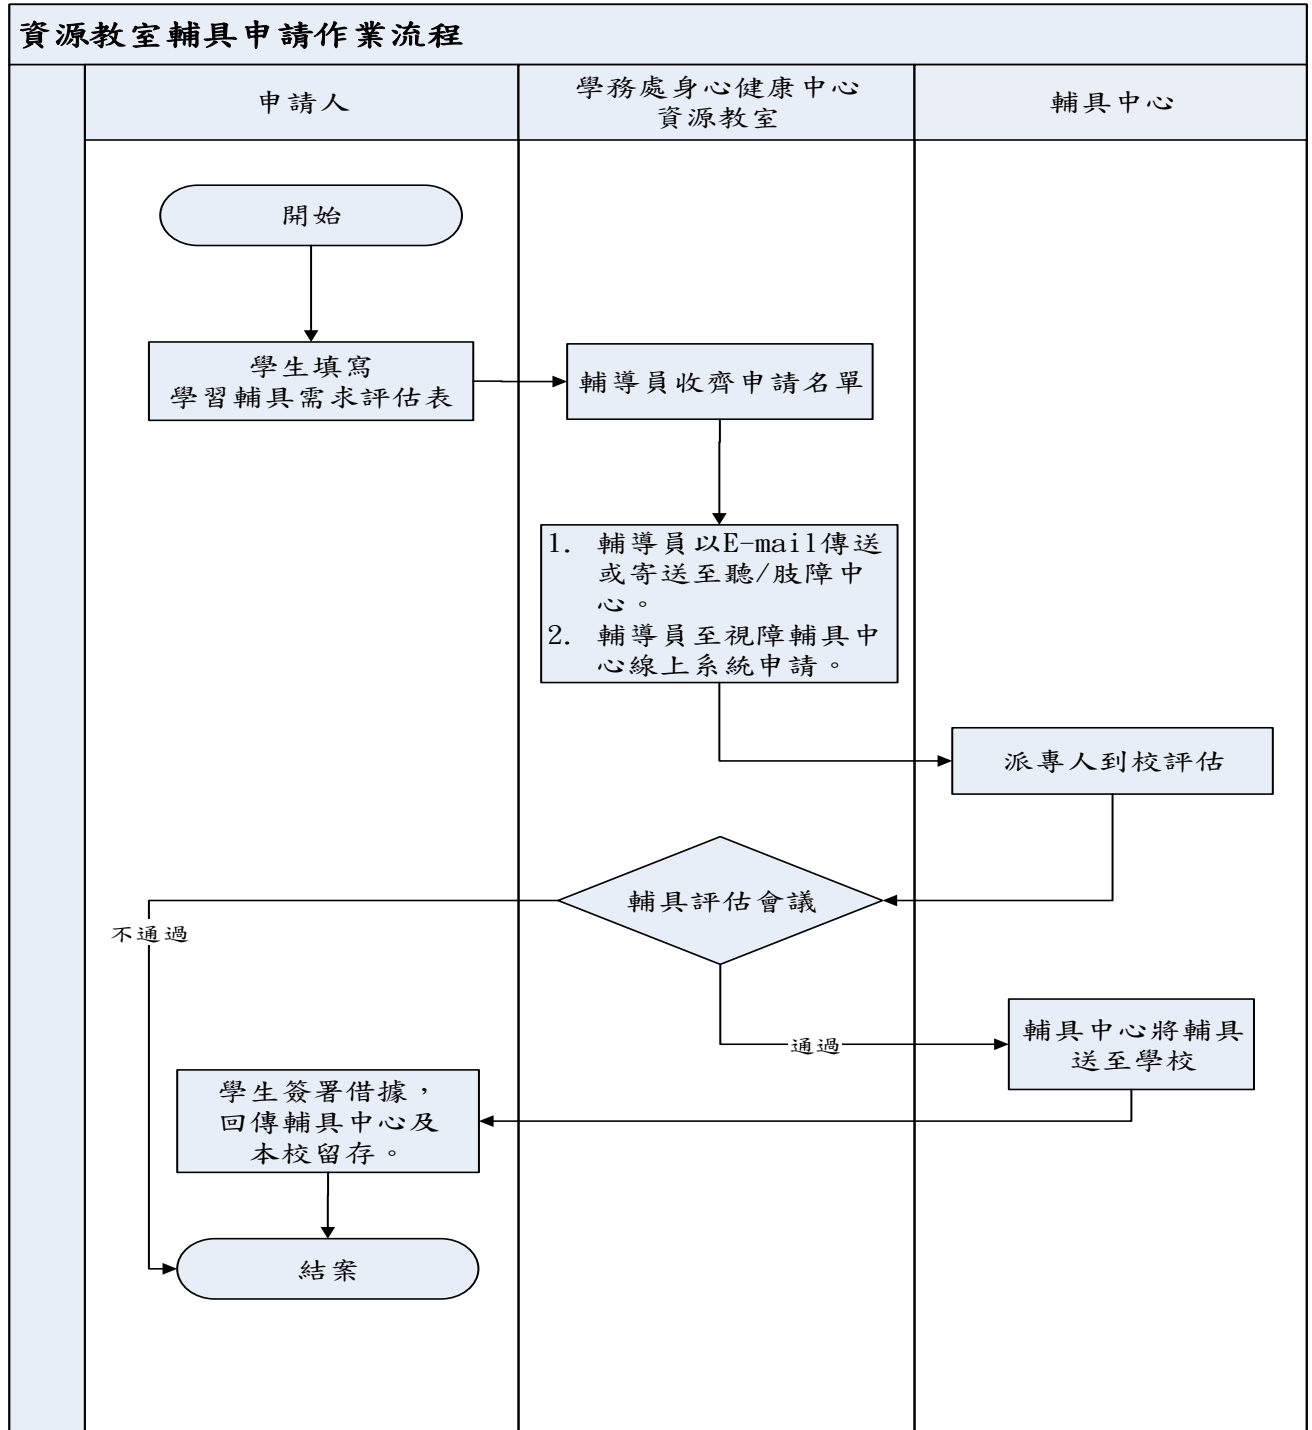 資源教室輔具申請作業流程
申請人
學務處身心健康中心
資源教室
輔具中心
開始
學生填寫
學習輔具需求評估表
輔導員收齊申請名單
1. 輔導員以E-mail傳送
或寄送至聽/肢障中
心。
2. 輔導員至視障輔具中
心線上系統申請。
派專人到校評估
輔具評估會議
不通過
通過
輔具中心將輔具
送至學校
學生簽署借據，
回傳輔具中心及
本校留存。
結案